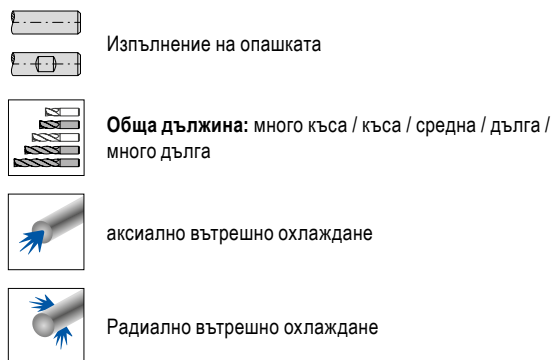 Изпълнение на опашката
Обща дължина: много къса / къса / средна / дълга /
много дълга
аксиално вътрешно охлаждане
Радиално вътрешно охлаждане